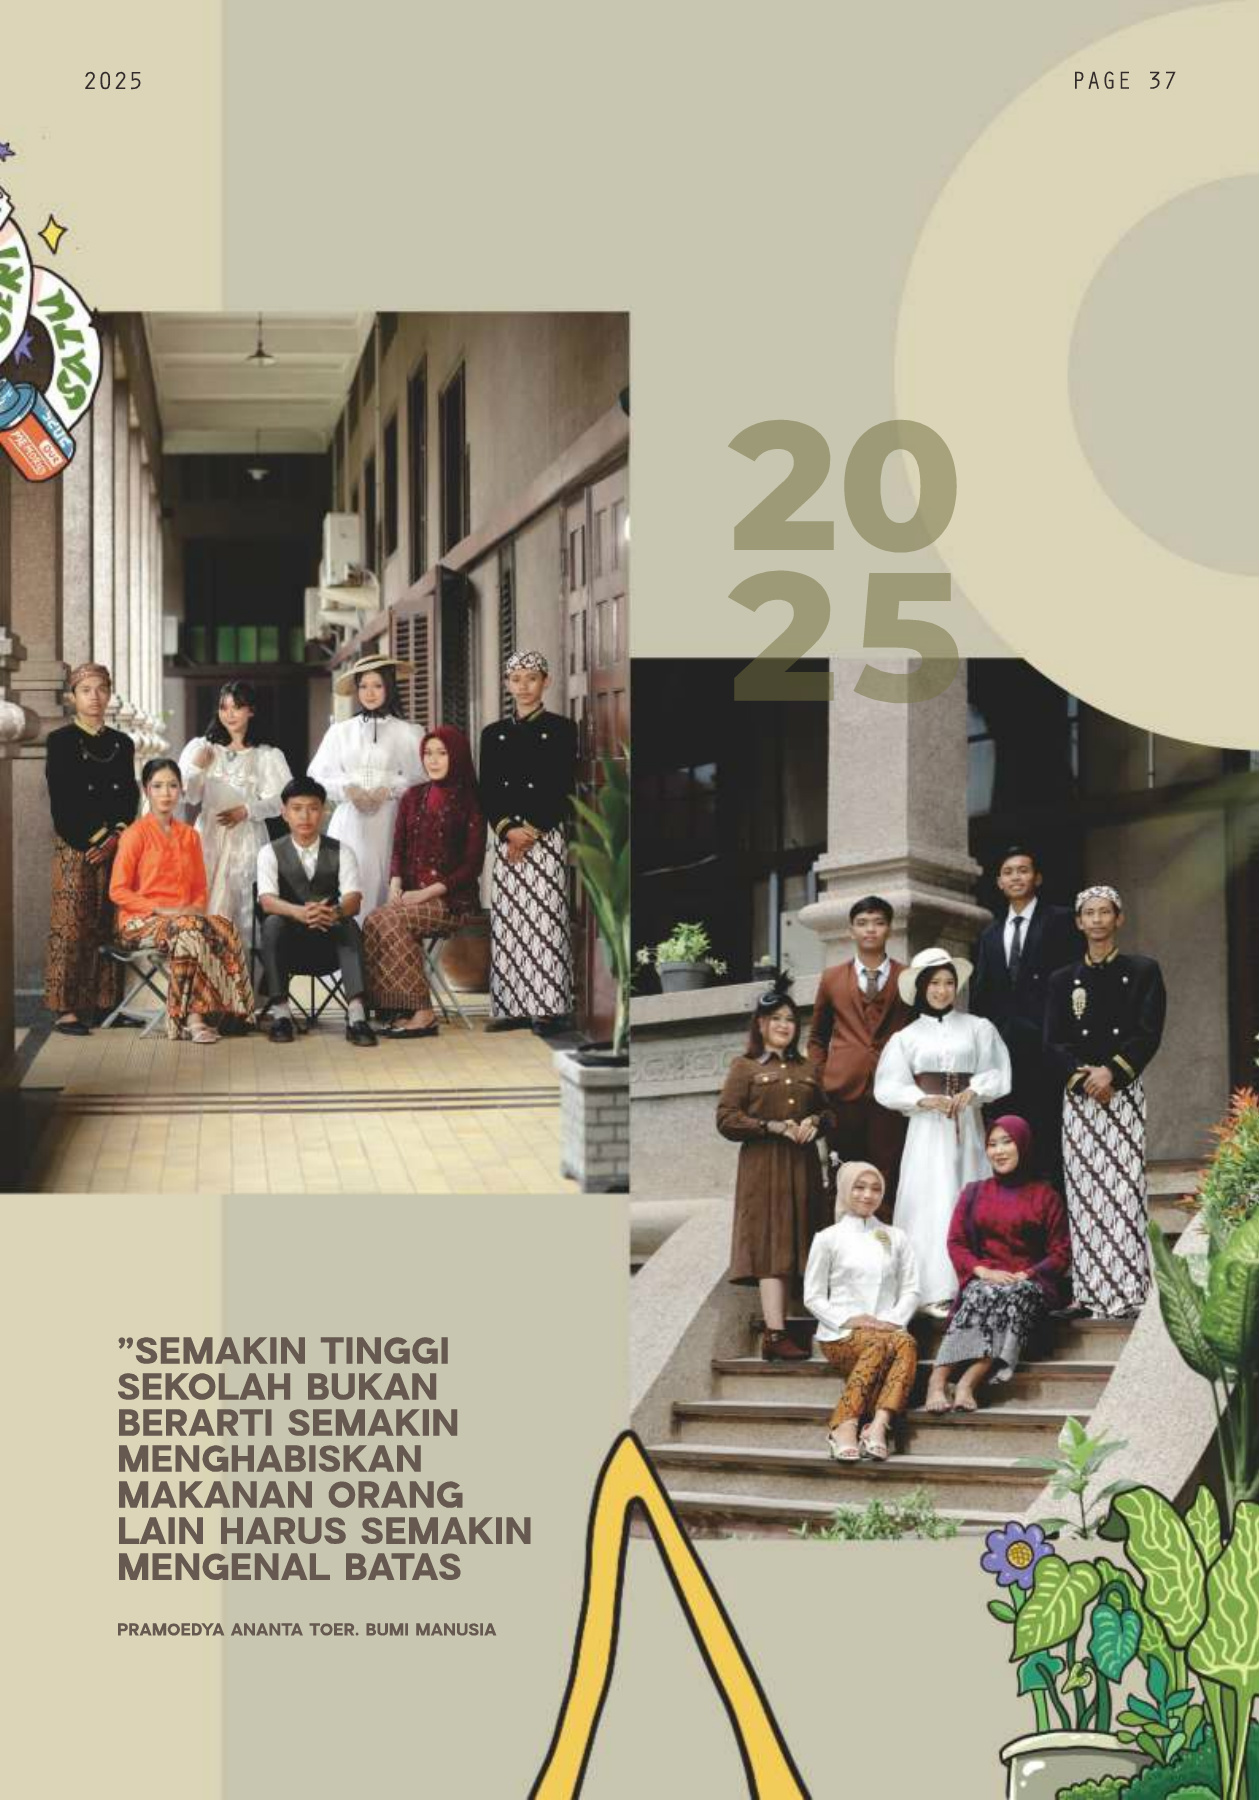 2025
PAGE 37
SATU
20
25
”SEMAKIN TINGGI
SEKOLAH BUKAN
BERARTI SEMAKIN
MENGHABISKAN
MAKANAN ORANG
LAIN HARUS SEMAKIN
MENGENAL BATAS
PRAMOEDYA ANANTA TOER. BUMI MANUSIA